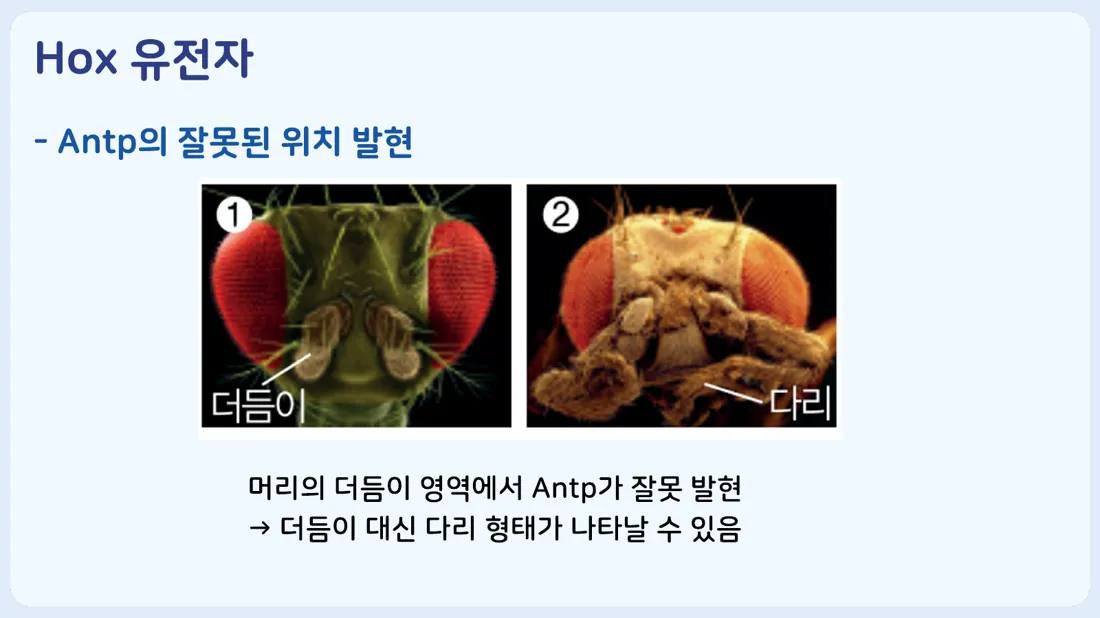 Hox 유전자
- Antp의 잘못된 위치 발현
1
2
더듬이
다리
머리의 더듬이 영역에서 Antp가 잘못 발현
→ 더듬이 대신 다리 형태가 나타날 수 있음